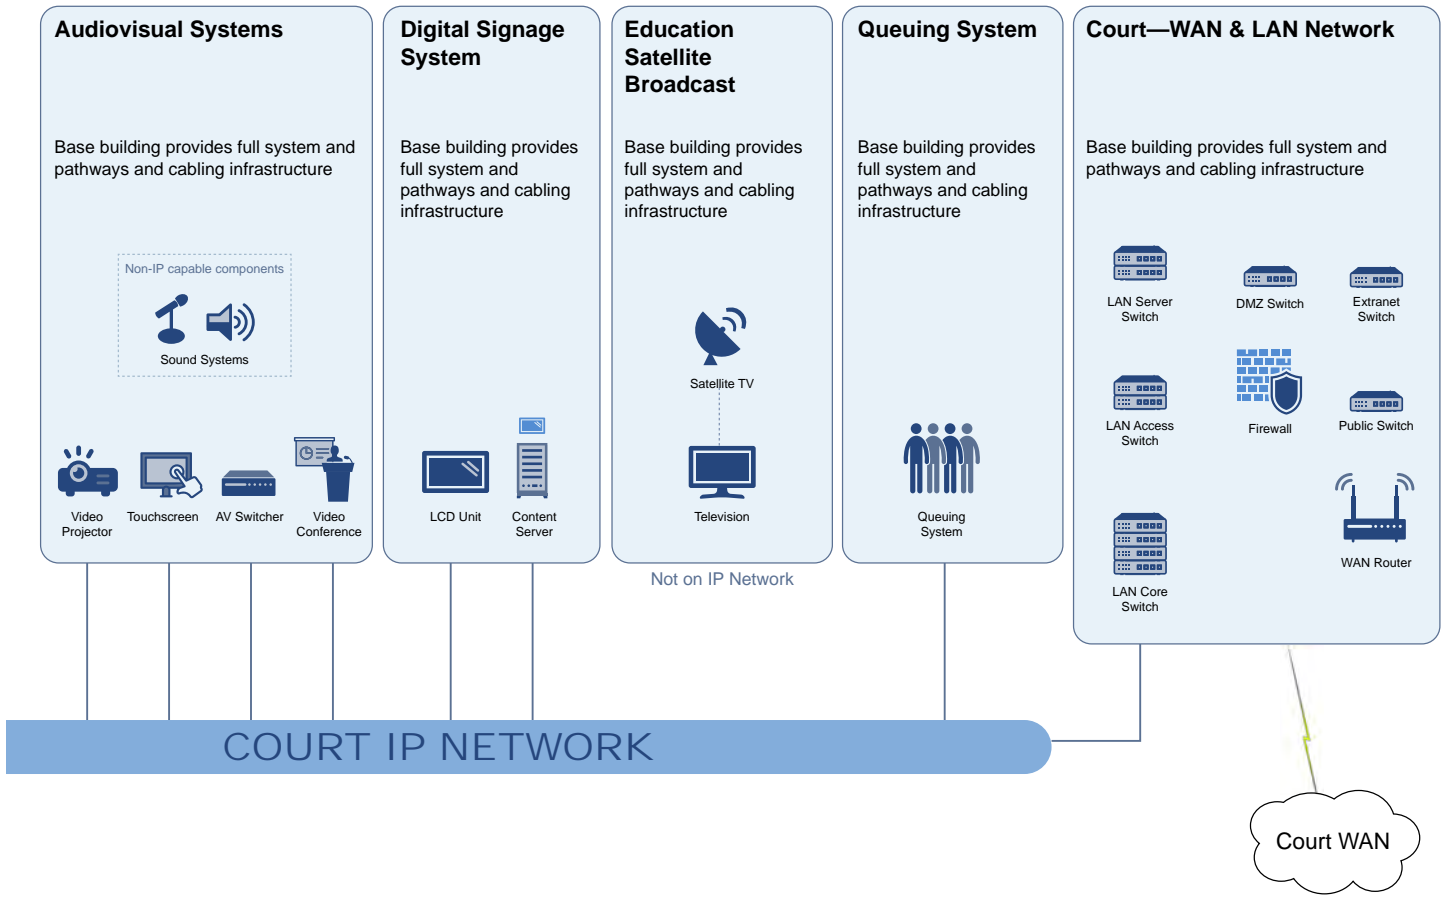 Audiovisual Systems
Base building provides full system and
pathways and cabling infrastructure
Non-IP capable components
Sound Systems
Video
Projector
Touchscreen
AV Switcher
Video
Conference
Digital Signage
System
Base building provides
full system and
pathways and cabling
infrastructure
LCD Unit
Content
Server
Education
Satellite
Broadcast
Base building provides
full system and
pathways and cabling
infrastructure
Satellite TV
Television
Not on IP Network
Queuing System
Base building provides
full system and
pathways and cabling
infrastructure
Queuing
System
Court—WAN & LAN Network
Base building provides full system and
pathways and cabling infrastructure
LAN Server
Switch
DMZ Switch
Extranet
Switch
LAN Access
Switch
Firewall
Public Switch
LAN Core
Switch
WAN Router
COURT IP NETWORK
Court WAN